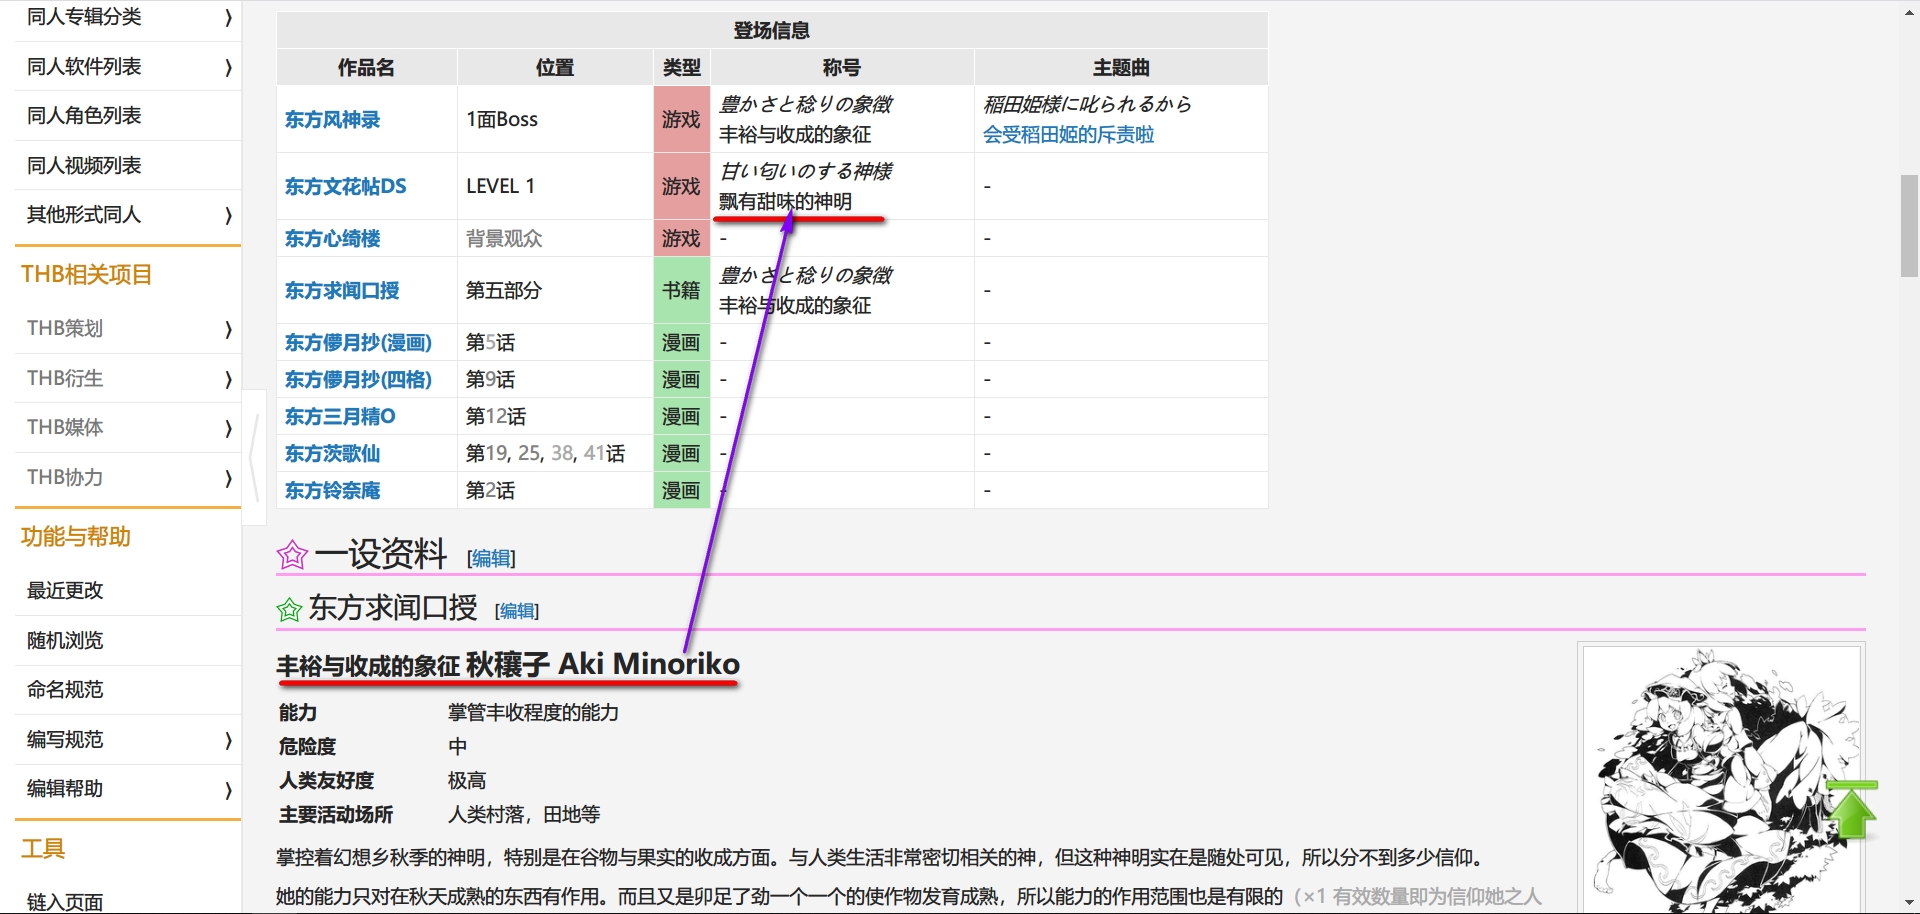 同人专辑分类
同人软件列表
同人角色列表
同人视频列表
其他形式同人
THB相关项目
THB策划
THB衍生
THB媒体
THB协力
功能与帮助
最近更改
随机浏览
命名规范
编写规范
编辑帮助
工具
链入页面
登场信息
作品名 位置 类型 称号 主题曲
东方风神录 1面Boss 游戏 豊かさと稔りの象徴 稲田姫様に叱られるから
丰裕与收成的象征 会受稻田姬的斥责啦
东方文花帖DS LEVEL 1 游戏 甘い匂いのする神様 -
飘有甜味的神明
东方心绮楼 背景观众 游戏 - -
东方求闻口授 第五部分 书籍 豊かさと稔りの象徴 -
丰裕与收成的象征
东方儚月抄(漫画) 第5话 漫画 - -
东方儚月抄(四格) 第9话 漫画 - -
东方三月精O 第12话 漫画 - -
东方茨歌仙 第19, 25, 38, 41话 漫画 - -
东方铃奈庵 第2话 漫画 - -
一设资料 [编辑]
东方求闻口授 [编辑]
丰裕与收成的象征 秋穰子 Aki Minoriko
能力 掌管丰收程度的能力
危险度 中
人类友好度 极高
主要活动场所 人类村落，田地等
掌控着幻想乡秋季的神明，特别是在谷物与果实的收成方面。与人类生活非常密切相关的神，但这种神明实在是随处可见，所以分不到多少信仰。
她的能力只对在秋天成熟的东西有作用。而且又是卯足了劲一个一个的使作物发育成熟，所以能力的作用范围也是有限的（×1 有效数量即为信仰她之人